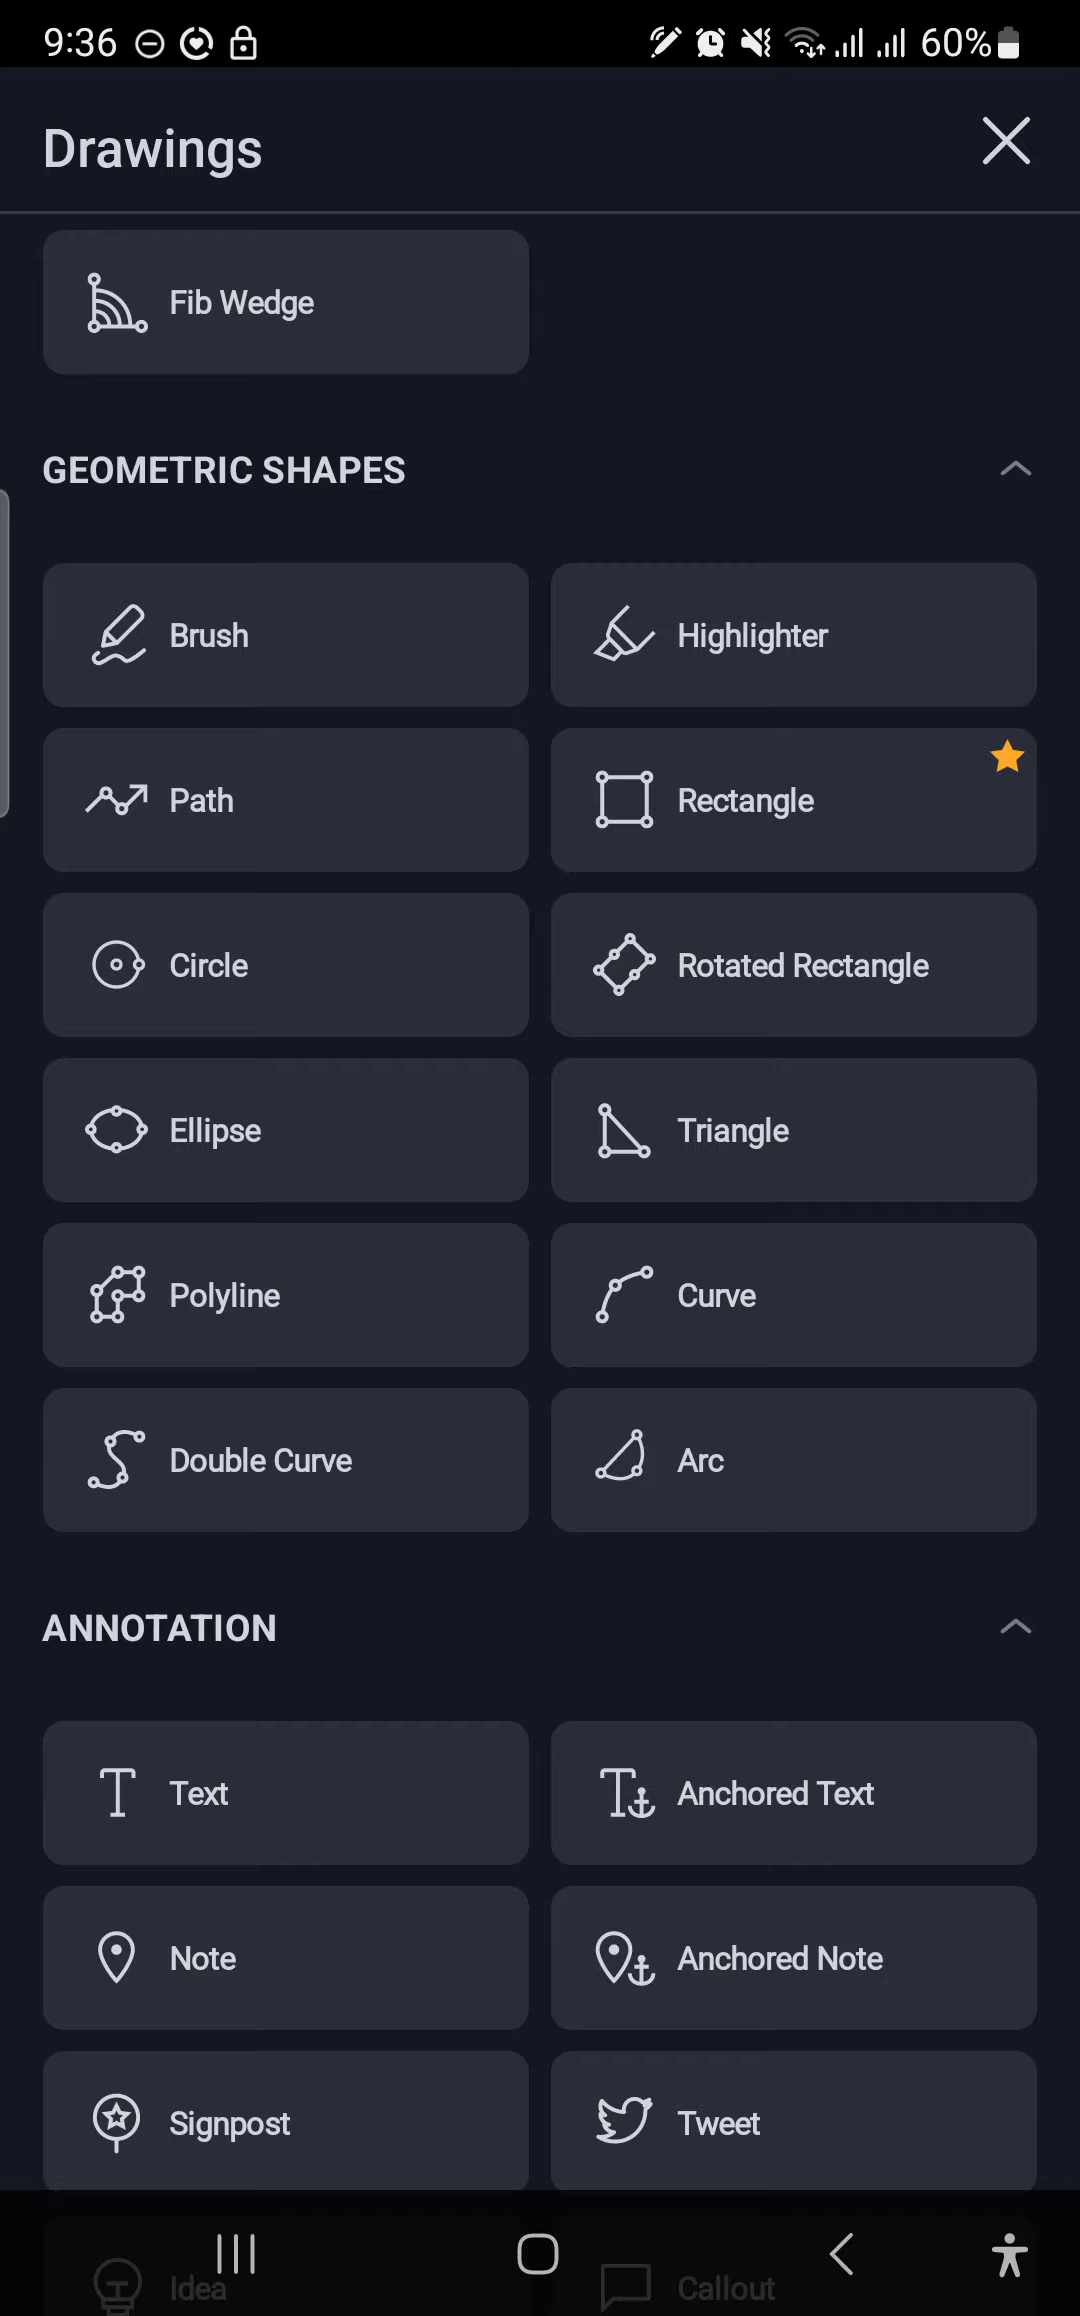 9:36
60%
Drawings
Fib Wedge
GEOMETRIC SHAPES
Brush
Highlighter
Path
Rectangle
Circle
Rotated Rectangle
Ellipse
Triangle
Polyline
Curve
Double Curve
Arc
ANNOTATION
Text
Anchored Text
Note
Anchored Note
Signpost
Tweet
Idea
Callout